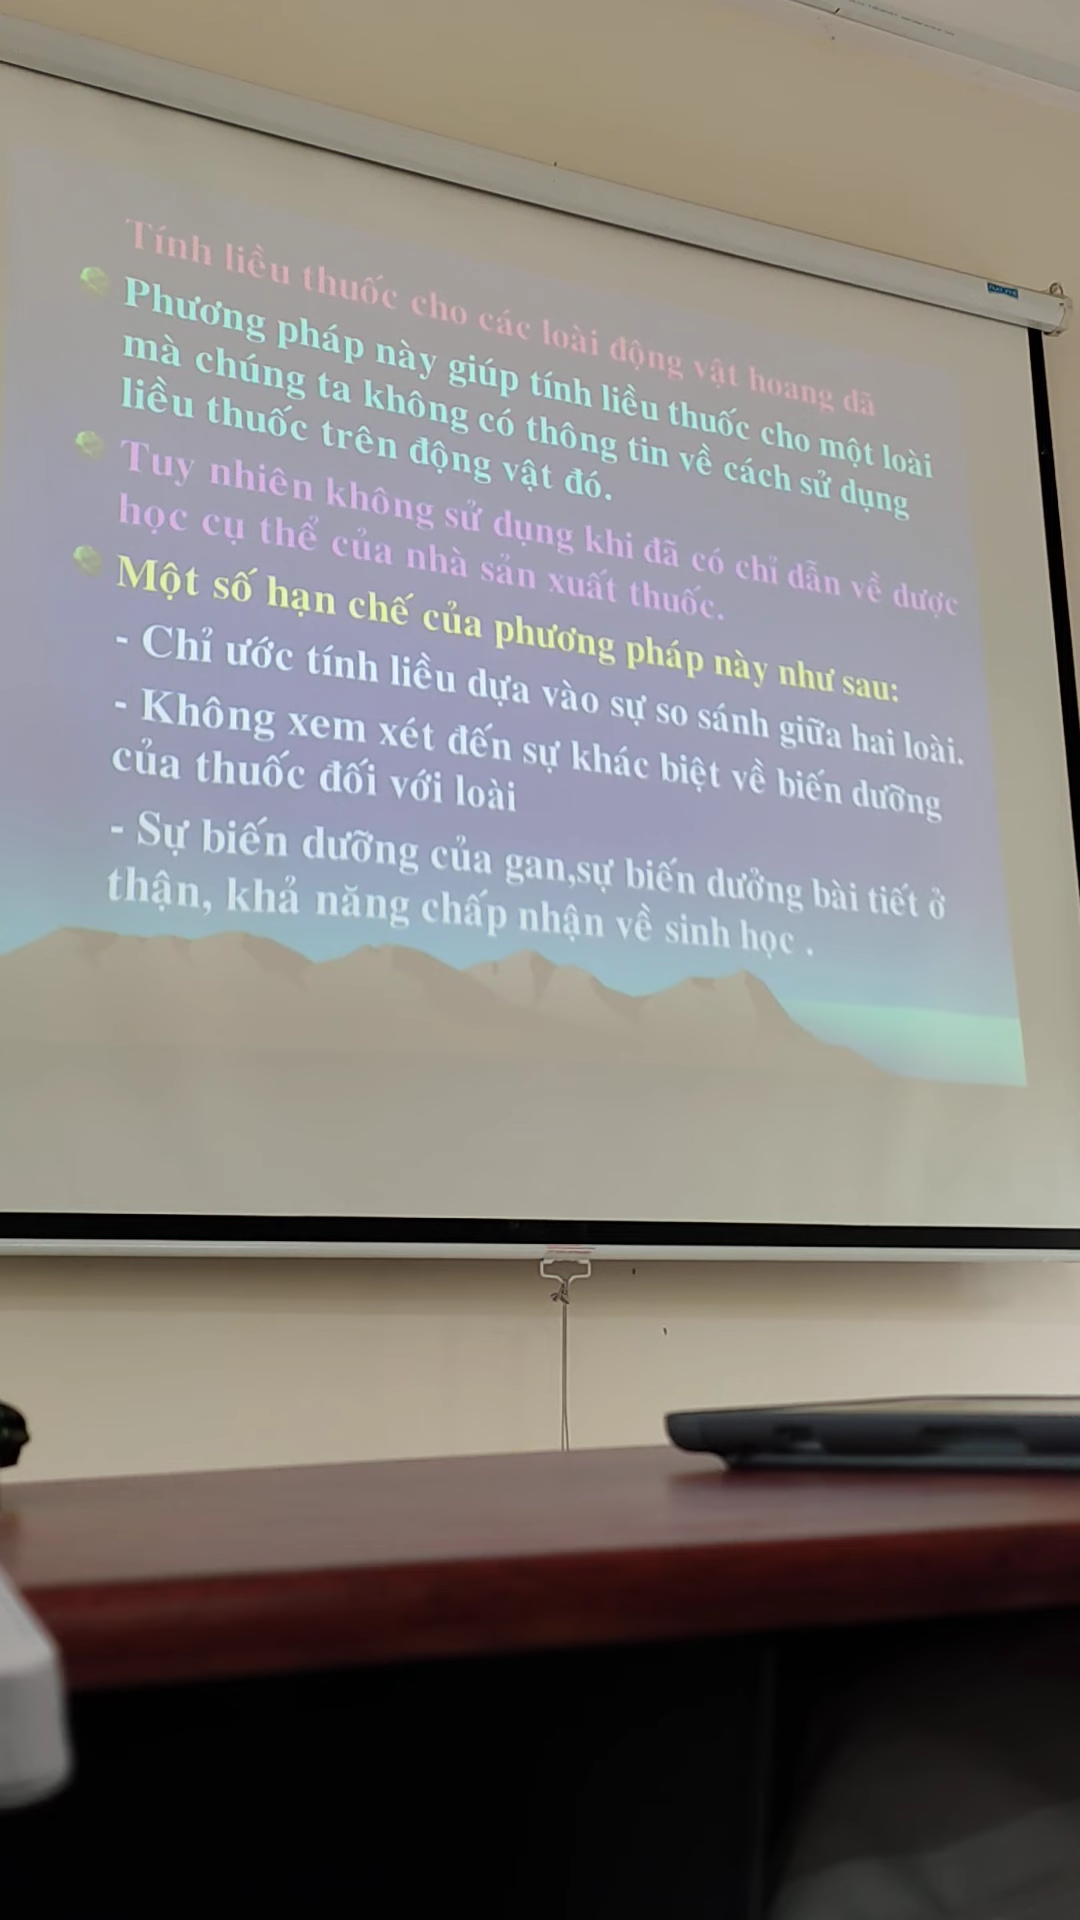 Tính liều thuốc cho các loài động vật hoang dã
Phương pháp này giúp tính liều thuốc cho một loài
mà chúng ta không có thông tin về cách sử dụng
liều thuốc trên động vật đó.
Tuy nhiên không sử dụng khi đã có chỉ dẫn về dược
học cụ thể của nhà sản xuất thuốc.
Một số hạn chế của phương pháp này như sau:
- Chỉ ước tính liều dựa vào sự so sánh giữa hai loài.
- Không xem xét đến sự khác biệt về biến dưỡng
của thuốc đối với loài
- Sự biến dưỡng của gan,sự biến dưởng bài tiết ở
thận, khả năng chấp nhận về sinh học .